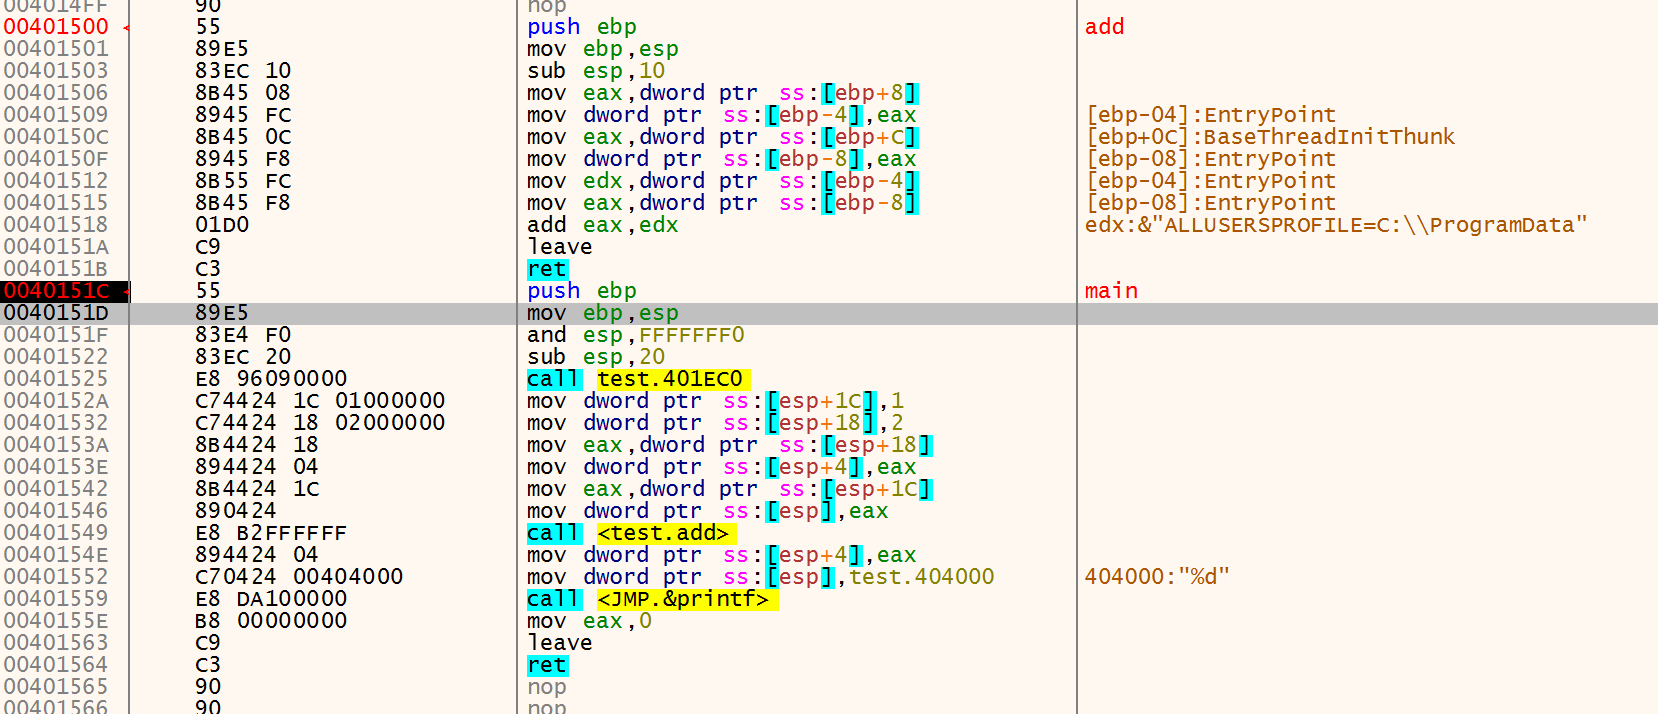 004014FF 90 nop
00401500 55 push ebp add
00401501 89E5 mov ebp,esp
00401503 83EC 10 sub esp,10
00401506 8B45 08 mov eax,dword ptr ss:[ebp+8]
00401509 8945 FC mov dword ptr ss:[ebp-4],eax [ebp-04]:EntryPoint
0040150C 8B45 0C mov eax,dword ptr ss:[ebp+C] [ebp+0C]:BaseThreadInitThunk
0040150F 8945 F8 mov dword ptr ss:[ebp-8],eax [ebp-08]:EntryPoint
00401512 8B55 FC mov edx,dword ptr ss:[ebp-4] [ebp-04]:EntryPoint
00401515 8B45 F8 mov eax,dword ptr ss:[ebp-8] [ebp-08]:EntryPoint
00401518 01D0 add eax,edx edx:&"ALLUSERSPROFILE=C:\\ProgramData"
0040151A C9 leave
0040151B C3 ret
0040151C 55 push ebp main
0040151D 89E5 mov ebp,esp
0040151F 83E4 F0 and esp,FFFFFFF0
00401522 83EC 20 sub esp,20
00401525 E8 96090000 call test.401EC0
0040152A C74424 1C 01000000 mov dword ptr ss:[esp+1C],1
00401532 C74424 18 02000000 mov dword ptr ss:[esp+18],2
0040153A 8B4424 18 mov eax,dword ptr ss:[esp+18]
0040153E 894424 04 mov dword ptr ss:[esp+4],eax
00401542 8B4424 1C mov eax,dword ptr ss:[esp+1C]
00401546 890424 mov dword ptr ss:[esp],eax
00401549 E8 B2FFFFFF call <test.add>
0040154E 894424 04 mov dword ptr ss:[esp+4],eax
00401552 C70424 00404000 mov dword ptr ss:[esp],test.404000 404000:"%d"
00401559 E8 DA100000 call <JMP.&printf>
0040155E B8 00000000 mov eax,0
00401563 C9 leave
00401564 C3 ret
00401565 90 nop
00401566 90 nop